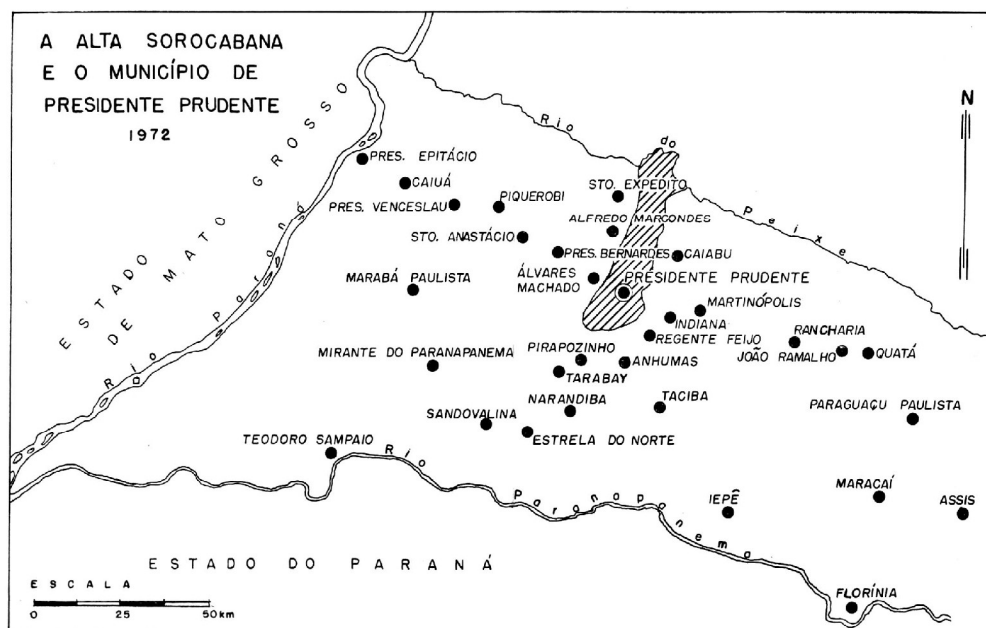 A ALTA SOROCABANA
E O MUNICÍPIO DE
PRESIDENTE PRUDENTE
1972
N
ESTADO
DE MATO GROSSO
Rio Paraná
Rio do Peixe
PRES. EPITÁCIO
CAIUÁ
PRES. VENCESLAU
PIQUEROBI
STO. EXPEDITO
STO. ANASTÁCIO
ALFREDO MARCONDES
PRES. BERNARDES
CAIABU
MARABÁ PAULISTA
ÁLVARES
MACHADO
PRESIDENTE PRUDENTE
MARTINÓPOLIS
INDIANA
REGENTE FEIJO
RANCHARIA
JOÃO RAMALHO
QUATÁ
MIRANTE DO PARANAPANEMA
PIRAPOZINHO
ANHUMAS
TARABAY
NARANDIBA
TACIBA
PARAGUAÇU PAULISTA
SANDOVALINA
ESTRELA DO NORTE
TEODORO SAMPAIO
Rio Paranapanema
IEPÊ
MARACAÍ
ASSIS
FLORÍNIA
ESTADO DO PARANÁ
ESCALA
0 25 50km